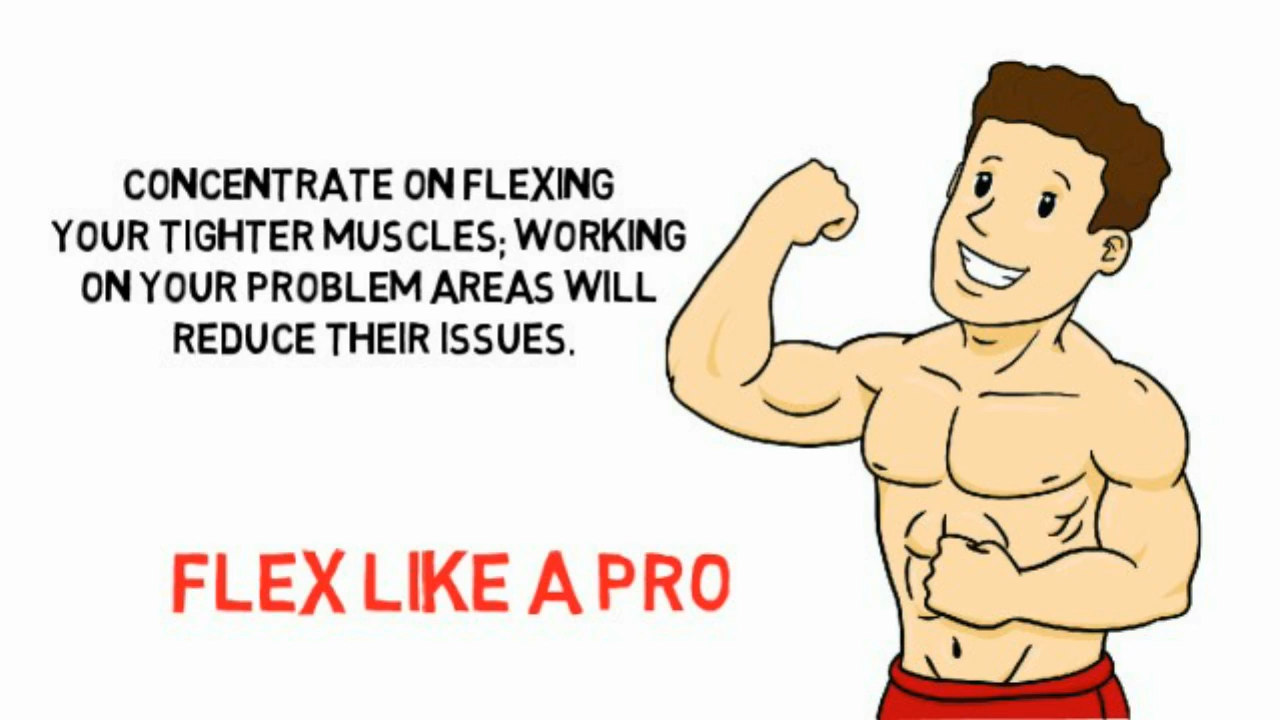 CONCENTRATE ON FLEXING
YOUR TIGHTER MUSCLES; WORKING
ON YOUR PROBLEM AREAS WILL
REDUCE THEIR ISSUES.
FLEX LIKE A PRO